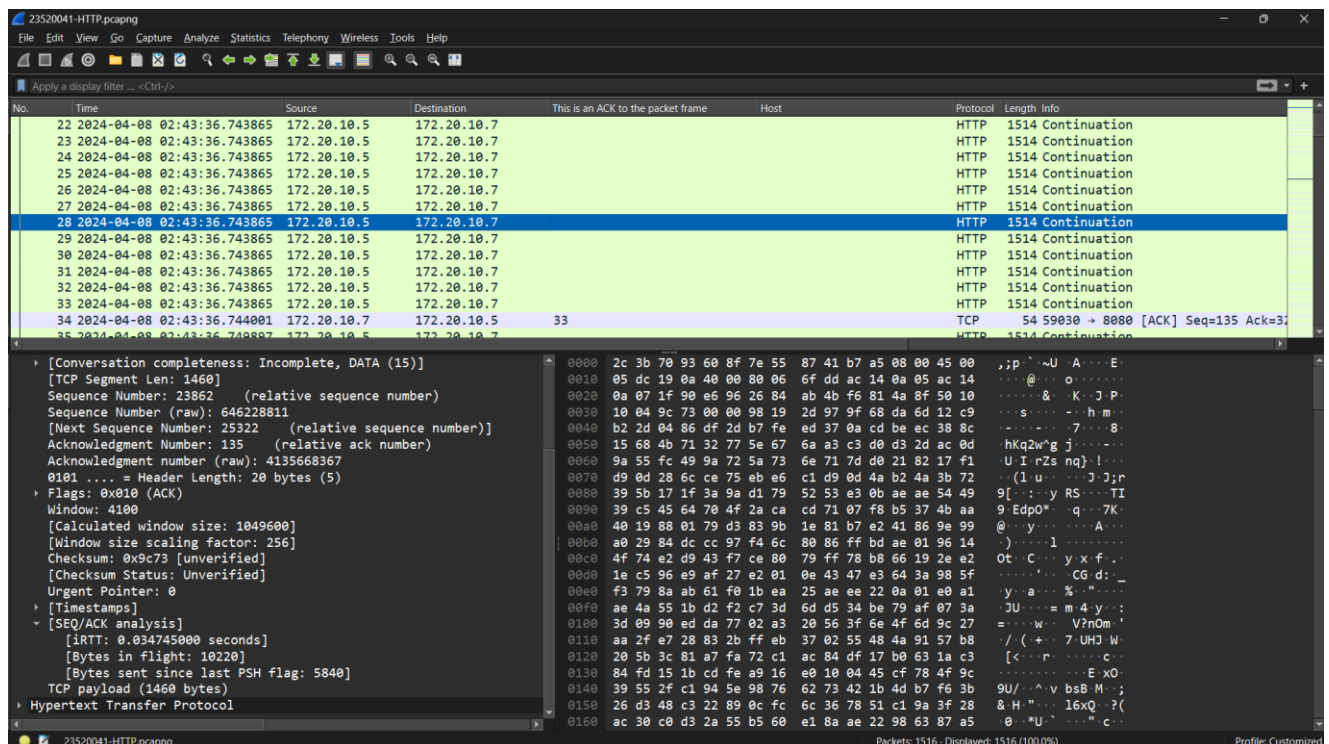 23520041-HTTP.pcapng
File Edit View Go Capture Analyze Statistics Telephony Wireless Tools Help
Apply a display filter ... <Ctrl-/>
No. Time Source Destination This is an ACK to the packet frame Host Protocol Length Info
22 2024-04-08 02:43:36.743865 172.20.10.5 172.20.10.7 HTTP 1514 Continuation
23 2024-04-08 02:43:36.743865 172.20.10.5 172.20.10.7 HTTP 1514 Continuation
24 2024-04-08 02:43:36.743865 172.20.10.5 172.20.10.7 HTTP 1514 Continuation
25 2024-04-08 02:43:36.743865 172.20.10.5 172.20.10.7 HTTP 1514 Continuation
26 2024-04-08 02:43:36.743865 172.20.10.5 172.20.10.7 HTTP 1514 Continuation
27 2024-04-08 02:43:36.743865 172.20.10.5 172.20.10.7 HTTP 1514 Continuation
28 2024-04-08 02:43:36.743865 172.20.10.5 172.20.10.7 HTTP 1514 Continuation
29 2024-04-08 02:43:36.743865 172.20.10.5 172.20.10.7 HTTP 1514 Continuation
30 2024-04-08 02:43:36.743865 172.20.10.5 172.20.10.7 HTTP 1514 Continuation
31 2024-04-08 02:43:36.743865 172.20.10.5 172.20.10.7 HTTP 1514 Continuation
32 2024-04-08 02:43:36.743865 172.20.10.5 172.20.10.7 HTTP 1514 Continuation
33 2024-04-08 02:43:36.743865 172.20.10.5 172.20.10.7 HTTP 1514 Continuation
34 2024-04-08 02:43:36.744001 172.20.10.7 172.20.10.5 33 TCP 54 59030 → 8080 [ACK] Seq=135 Ack=32
35 2024-04-08 02:43:36.749897 172.20.10.5 172.20.10.7 HTTP 1514 Continuation
[Conversation completeness: Incomplete, DATA (15)]
[TCP Segment Len: 1460]
Sequence Number: 23862 (relative sequence number)
Sequence Number (raw): 646228811
[Next Sequence Number: 25322 (relative sequence number)]
Acknowledgment Number: 135 (relative ack number)
Acknowledgment number (raw): 4135668367
0101 .... = Header Length: 20 bytes (5)
Flags: 0x010 (ACK)
Window: 4100
[Calculated window size: 1049600]
[Window size scaling factor: 256]
Checksum: 0x9c73 [unverified]
[Checksum Status: Unverified]
Urgent Pointer: 0
[Timestamps]
[SEQ/ACK analysis]
[iRTT: 0.034745000 seconds]
[Bytes in flight: 10220]
[Bytes sent since last PSH flag: 5840]
TCP payload (1460 bytes)
Hypertext Transfer Protocol
0000 2c 3b 70 93 60 8f 7e 55 87 41 b7 a5 08 00 45 00
0010 05 dc 19 0a 40 00 80 06 6f dd ac 14 0a 05 ac 14
0020 0a 07 1f 90 e6 96 26 84 ab 4b f6 81 4a 8f 50 10
0030 10 04 9c 73 00 00 98 19 2d 97 9f 68 da 6d 12 c9
0040 b2 2d 04 86 df 2d b7 fe ed 37 0a cd be ec 38 8c
0050 15 68 4b 71 32 77 5e 67 6a a3 c3 d0 d3 2d ac 0d
0060 9a 55 fc 49 9a 72 5a 73 6e 71 7d d0 21 82 17 f1
0070 d9 0d 28 6c ce 75 eb e6 c1 d9 0d 4a b2 4a 3b 72
0080 39 5b 17 1f 3a 9a d1 79 52 53 e3 0b ae ae 54 49
0090 39 c5 45 64 70 4f 2a ca cd 71 07 f8 b5 37 4b aa
00a0 40 19 88 01 79 d3 83 9b 1e 81 b7 e2 41 86 9e 99
00b0 a0 29 84 dc cc 97 f4 6c 80 86 ff bd ae 01 96 14
00c0 4f 74 e2 d9 43 f7 ce 80 79 ff 78 b8 66 19 2e e2
00d0 1e c5 96 e9 af 27 e2 01 0e 43 47 e3 64 3a 98 5f
00e0 f3 79 8a ab 61 f0 1b ea 25 ae ee 22 0a 01 e0 a1
00f0 ae 4a 55 1b d2 f2 c7 3d 6d d5 34 be 79 af 07 3a
0100 3d 09 90 ed da 77 02 a3 20 56 3f 6e 4f 6d 9c 27
0110 aa 2f e7 28 83 2b ff eb 37 02 55 48 4a 91 57 b8
0120 20 5b 3c 81 a7 fa 72 c1 ac 84 df 17 b0 63 1a c3
0130 84 fd 15 1b cd fe a9 16 e0 10 04 45 cf 78 4f 9c
0140 39 55 2f c1 94 5e 98 76 62 73 42 1b 4d b7 f6 3b
0150 26 d3 48 c3 22 89 0c fc 6c 36 78 51 c1 9a 3f 28
0160 ac 30 c0 d3 2a 55 b5 60 e1 8a ae 22 98 63 87 a5
23520041-HTTP.pcapng
Packets: 1516 · Displayed: 1516 (100.0%)
Profile: Customized